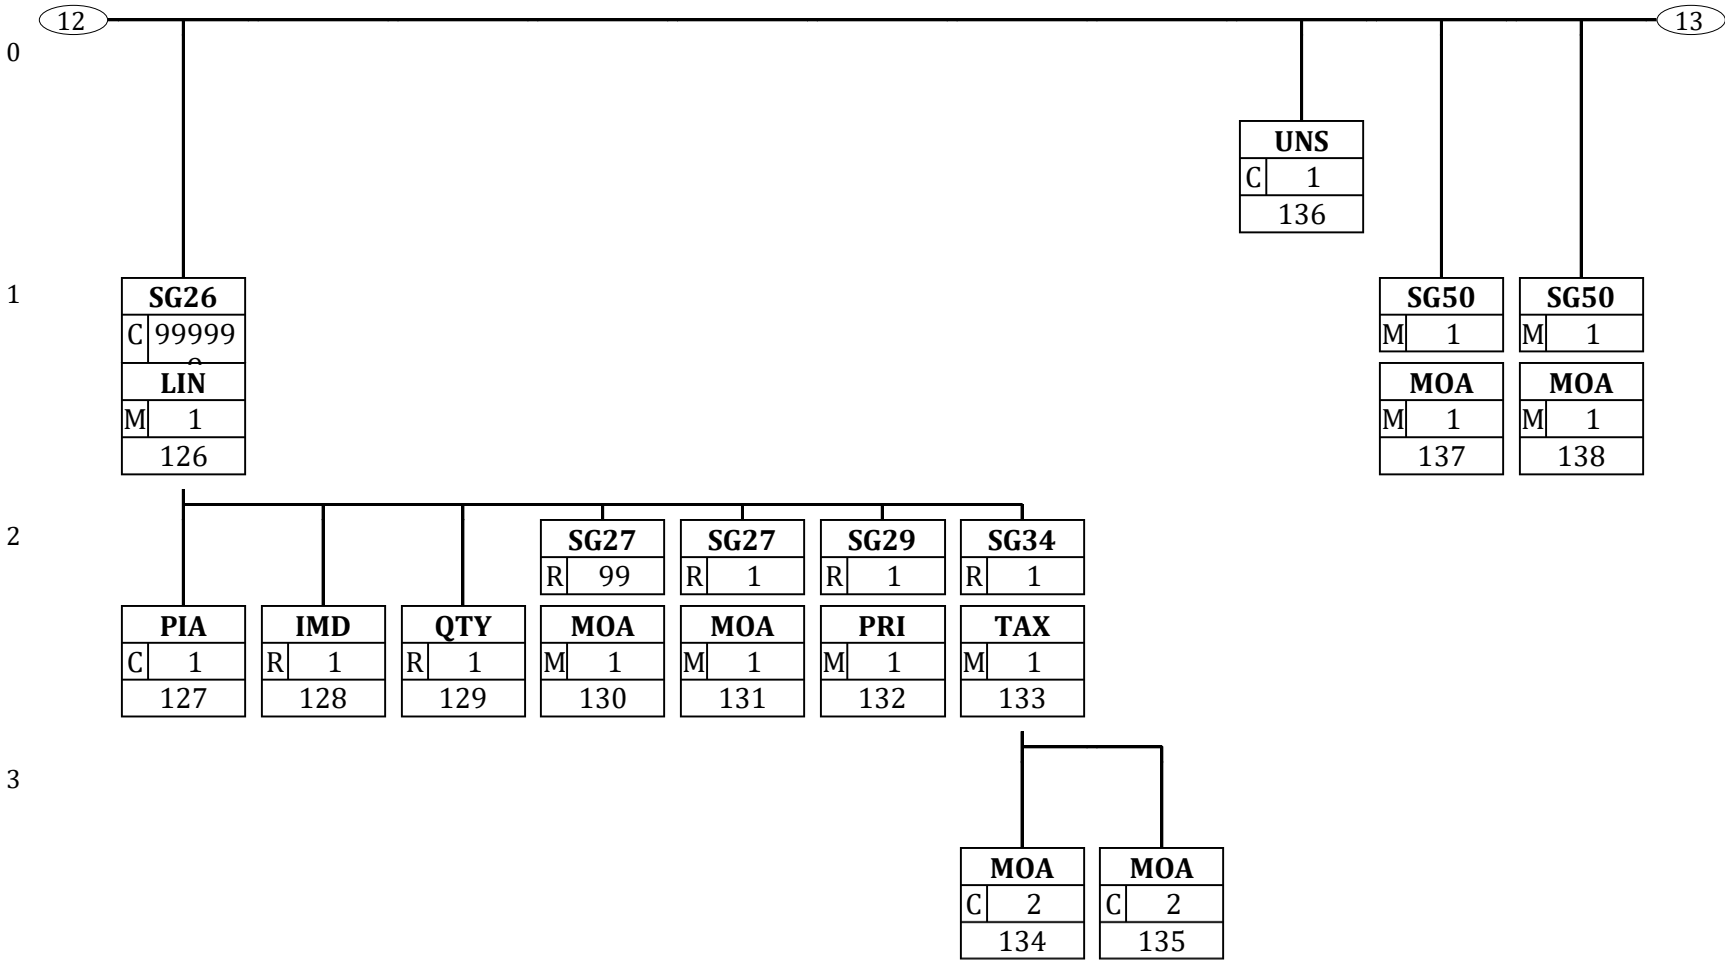 12 13
0
UNS
C 1
136
1
SG26 SG50 SG50
C 99999 M 1 M 1
LIN MOA MOA
M 1 M 1 M 1
126 137 138
2
SG27 SG27 SG29 SG34
R 99 R 1 R 1 R 1
PIA IMD QTY MOA MOA PRI TAX
C 1 R 1 R 1 M 1 M 1 M 1 M 1
127 128 129 130 131 132 133
3
MOA MOA
C 2 C 2
134 135